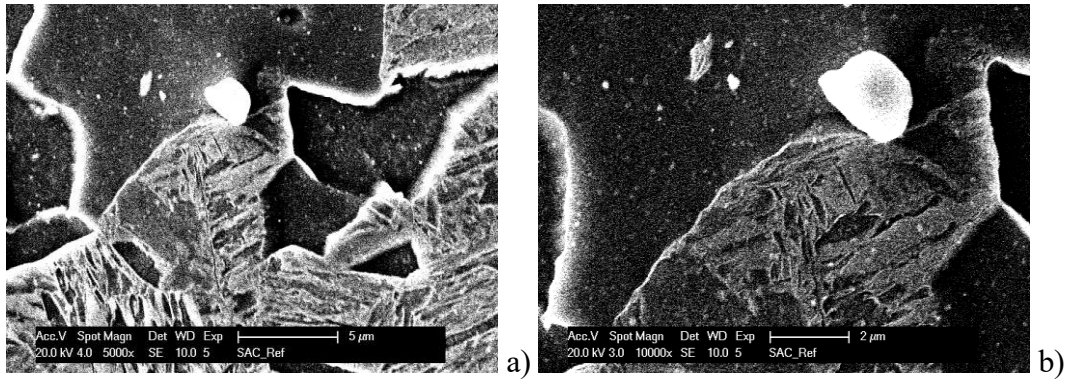 Acc.V Spot Magn Det WD Exp 5 µm
20.0 kV 4.0 5000x SE 10.0 5 SAC_Ref
a)
Acc.V Spot Magn Det WD Exp 2 µm
20.0 kV 3.0 10000x SE 10.0 5 SAC_Ref
b)